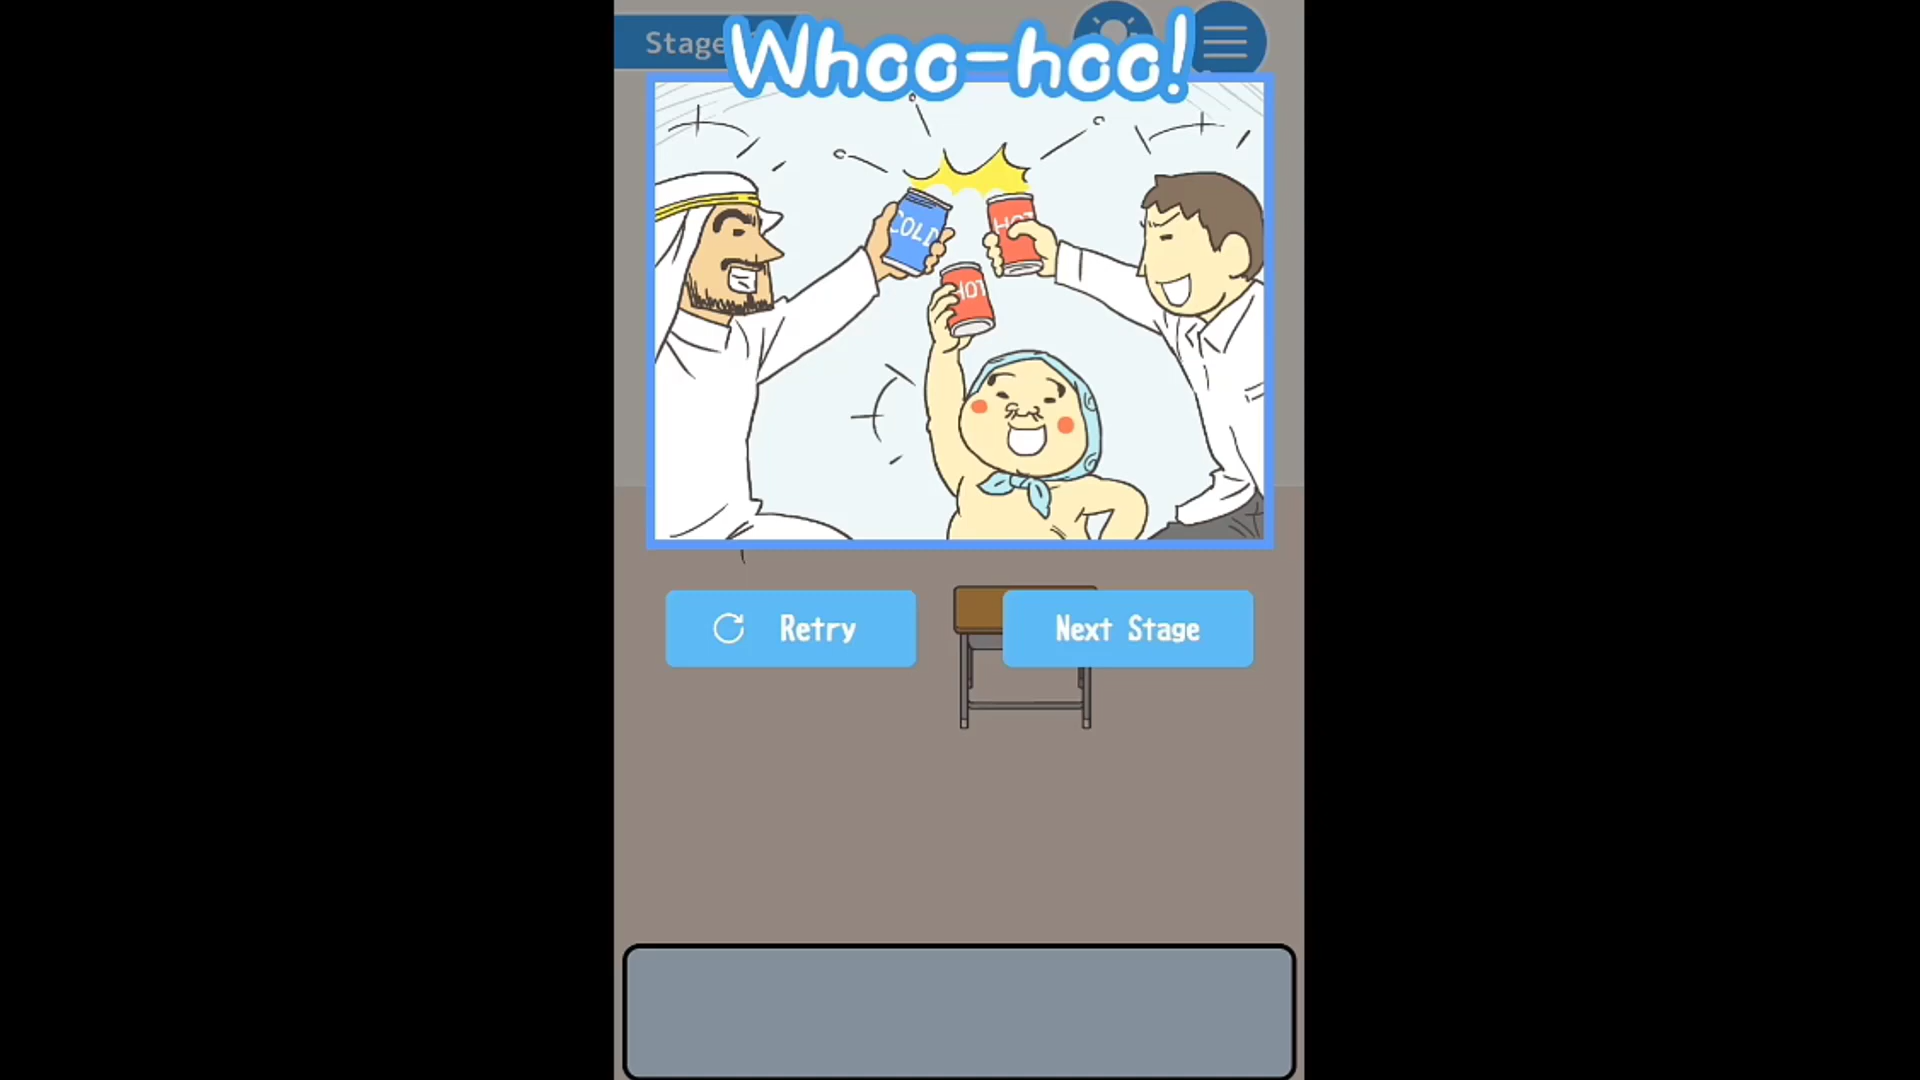 Stage
Whoo-hoo!
COLD
HOT
HOT
Retry
Next Stage